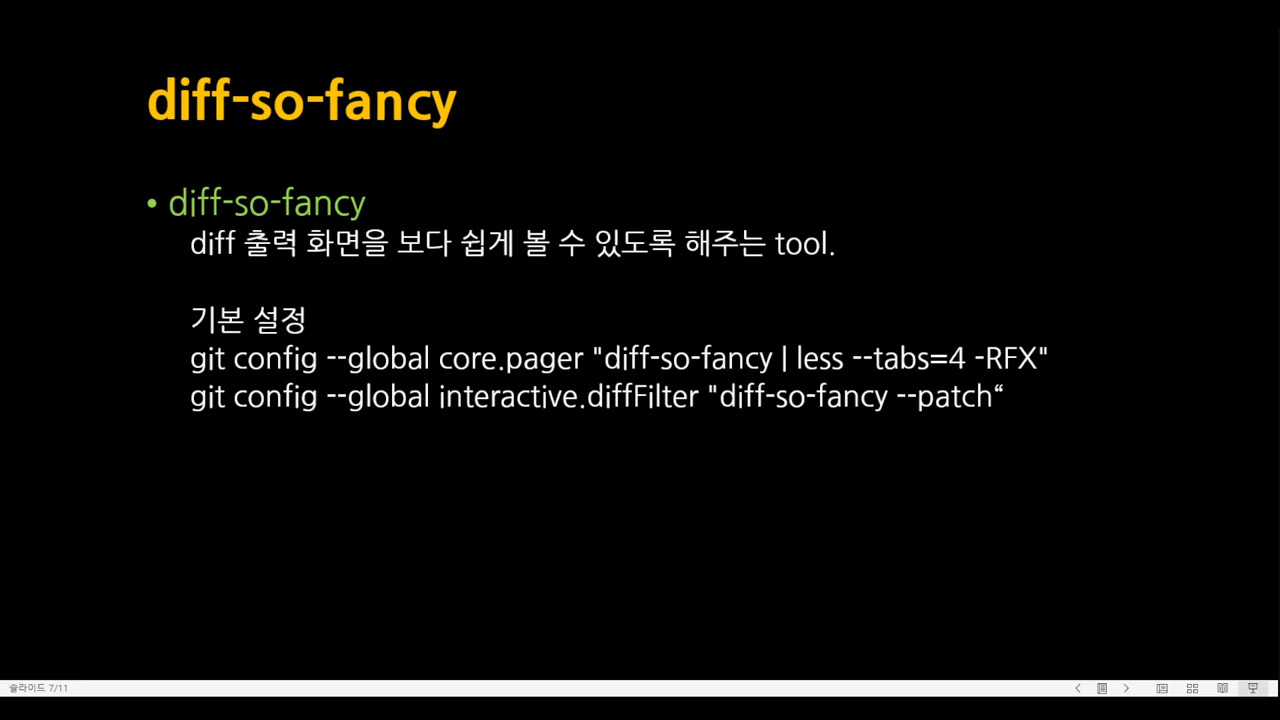 diff-so-fancy
• diff-so-fancy
diff 출력 화면을 보다 쉽게 볼 수 있도록 해주는 tool.
기본 설정
git config --global core.pager "diff-so-fancy | less --tabs=4 -RFX"
git config --global interactive.diffFilter "diff-so-fancy --patch“
슬라이드 7/11